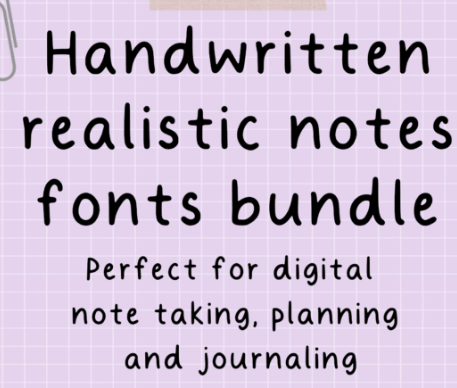 Handwritten
realistic notes
fonts bundle
Perfect for digital
note taking, planning
and journaling